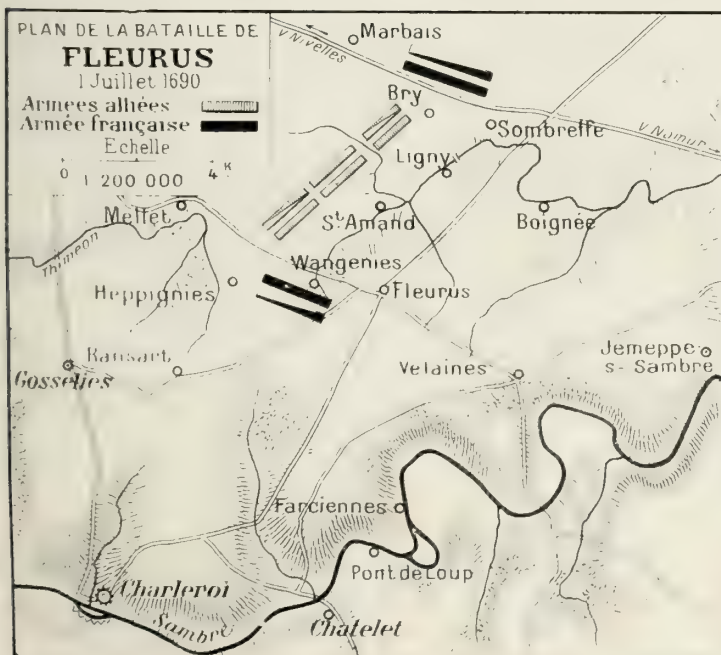 PLAN DE LA BATAILLE DE
FLEURUS
1 Juillet 1690
Armées alliées
Armée française
Echelle
0 1 200 000 4 K
V. Nivelles
Marbais
Bry
Sombreffe
V. Namur
Ligny
Mellet
St Amand
Boignée
Thiméon
Wangenies
Heppignies
Fleurus
Ransart
Gosselies
Velaines
Jemeppe
s- Sambre
Farciennes
Pont de Loup
Charleroi
Sambre
Chatelet